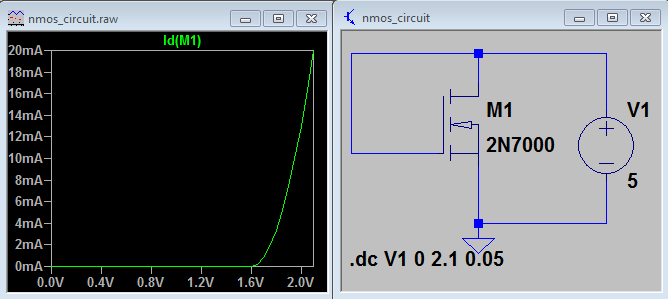 nmos_circuit.raw
Id(M1)
20mA
18mA
16mA
14mA
12mA
10mA
8mA
6mA
4mA
2mA
0mA
0.0V 0.4V 0.8V 1.2V 1.6V 2.0V
nmos_circuit
M1
2N7000
V1
5
.dc V1 0 2.1 0.05